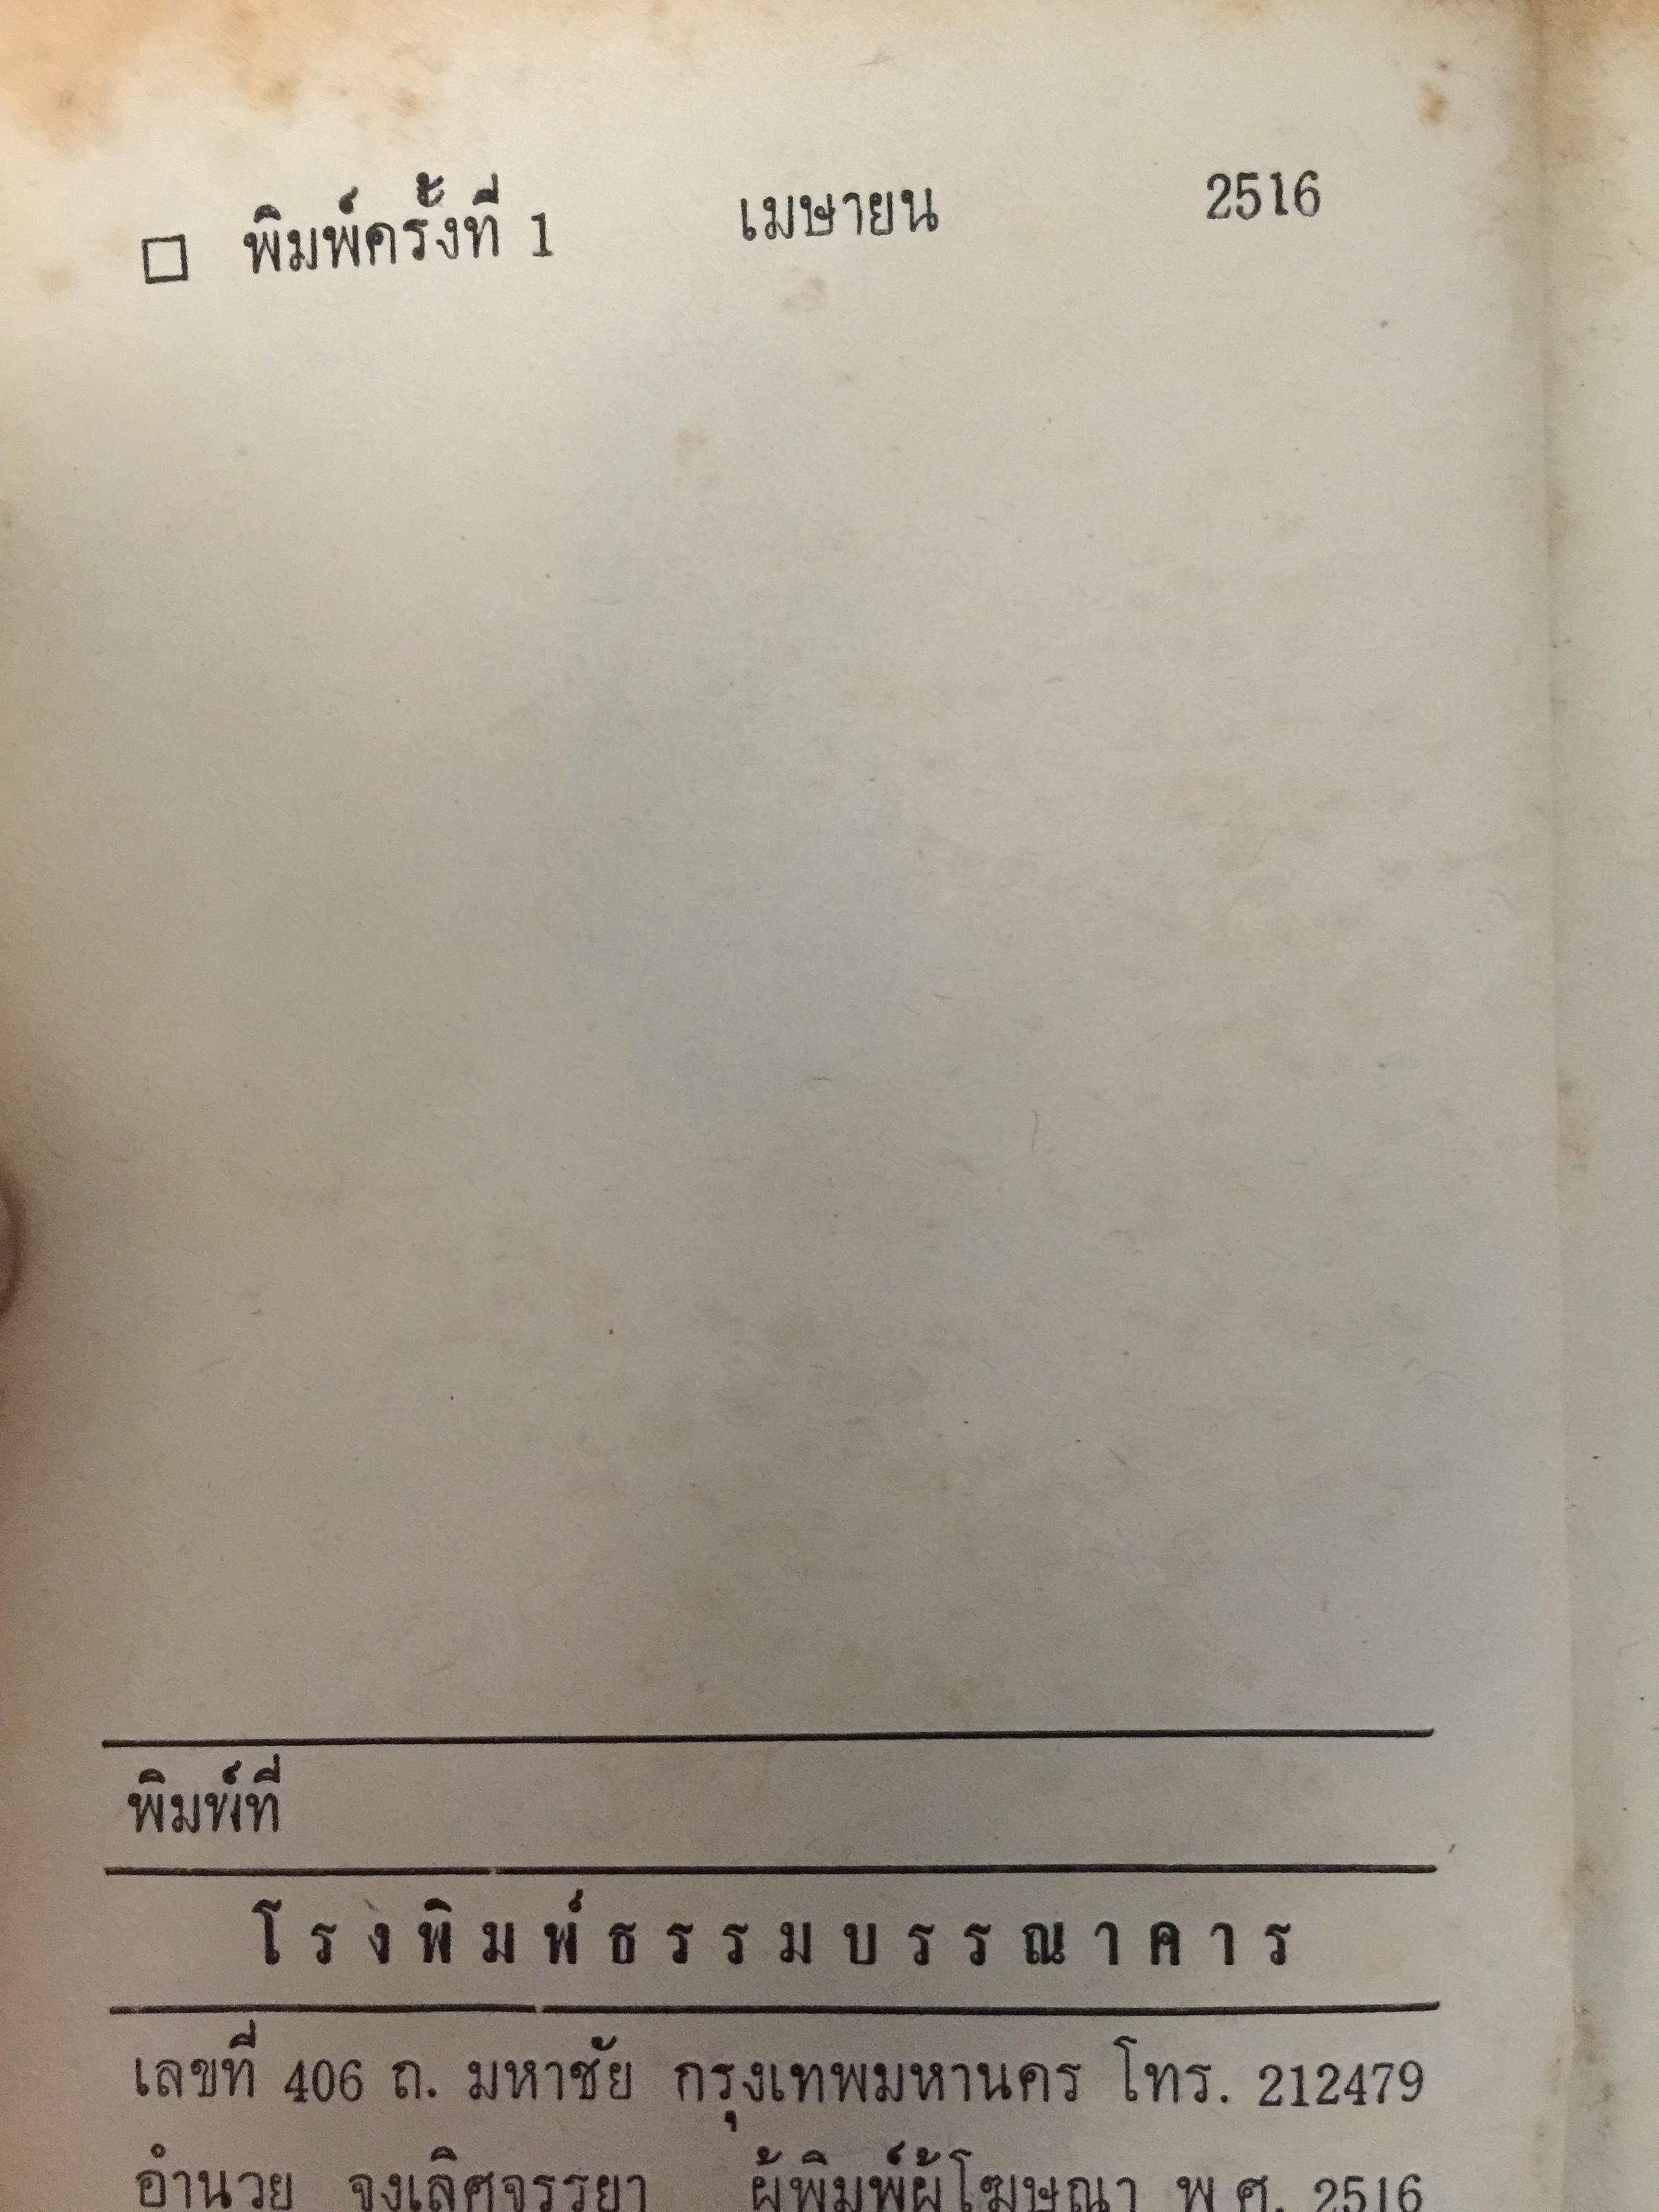 □ พิมพ์ครั้งที่ 1 เมษายน 2516
พิมพ์ที่
โรงพิมพ์ธรรมบรรณาคาร
เลขที่ 406 ถ. มหาชัย กรุงเทพมหานคร โทร. 212479
อำนวย จงเลิศจรรยา ผู้พิมพ์ผู้โฆษณา พ.ศ. 2516